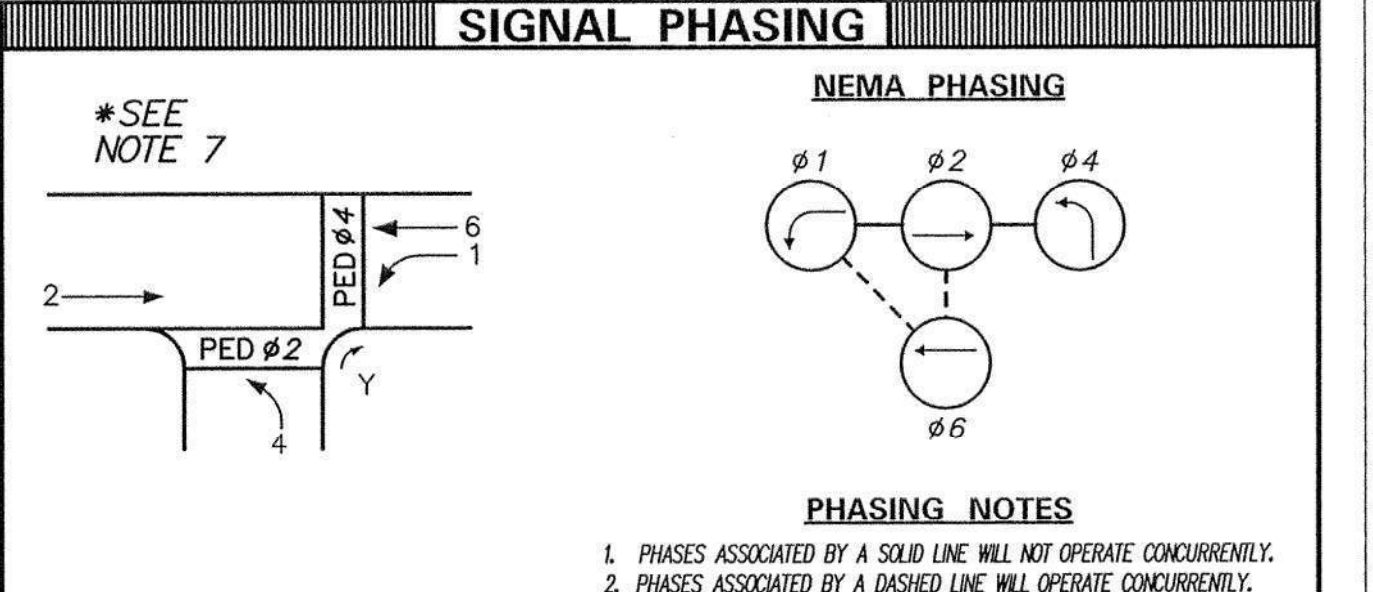 SIGNAL PHASING
*SEE
NOTE 7
6
1
2
PED ø4
PED ø2
Y
4
NEMA PHASING
ø1
ø2
ø4
ø6
PHASING NOTES
1. PHASES ASSOCIATED BY A SOLID LINE WILL NOT OPERATE CONCURRENTLY.
2. PHASES ASSOCIATED BY A DASHED LINE WILL OPERATE CONCURRENTLY.